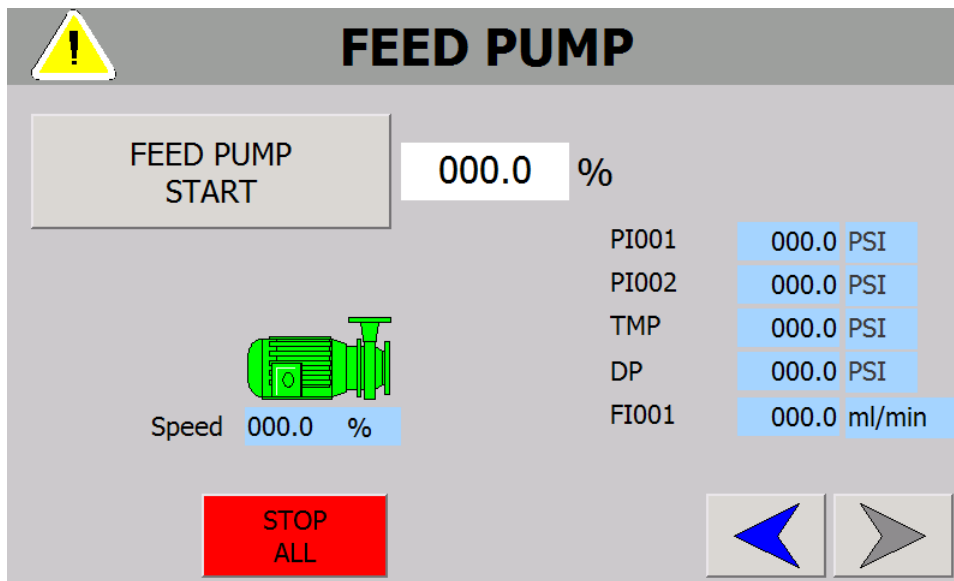 !
FEED PUMP
FEED PUMP
START
000.0 %
PI001 000.0 PSI
PI002 000.0 PSI
TMP 000.0 PSI
DP 000.0 PSI
FI001 000.0 ml/min
Speed 000.0 %
STOP
ALL